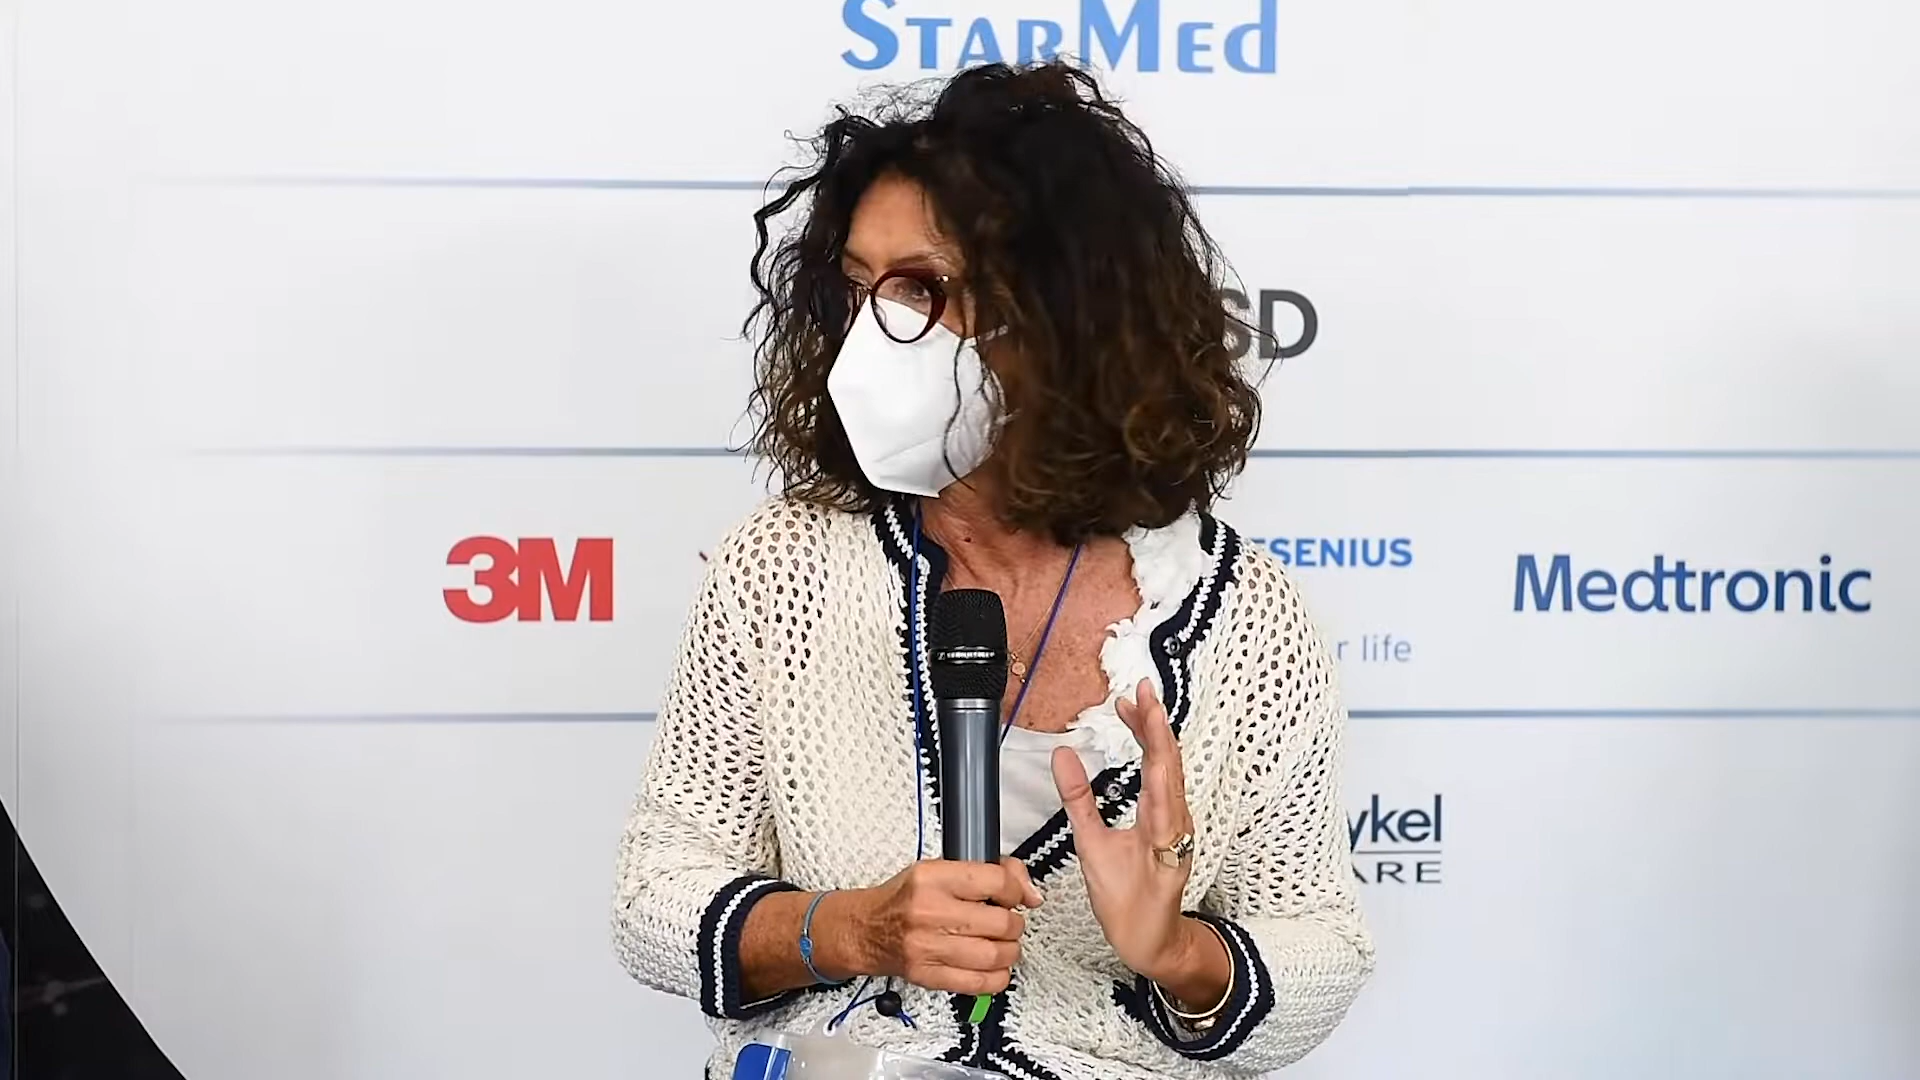 STARMED
SD
3M
ESENIUS
Medtronic
r life
ykel
ARE